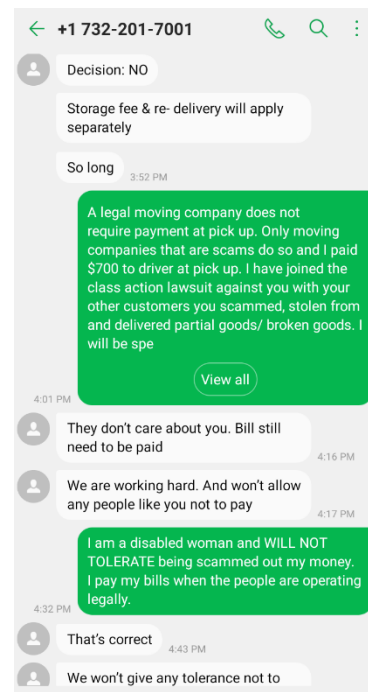 +1 732-201-7001
Decision: NO
Storage fee & re- delivery will apply
separately
So long
3:52 PM
A legal moving company does not
require payment at pick up. Only moving
companies that are scams do so and I paid
$700 to driver at pick up. I have joined the
class action lawsuit against you with your
other customers you scammed, stolen from
and delivered partial goods/ broken goods. I
will be spe
View all
4:01 PM
They don't care about you. Bill still
need to be paid
4:16 PM
We are working hard. And won't allow
any people like you not to pay
4:17 PM
I am a disabled woman and WILL NOT
TOLERATE being scammed out my money.
I pay my bills when the people are operating
legally.
4:32 PM
That's correct
4:43 PM
We won't give any tolerance not to